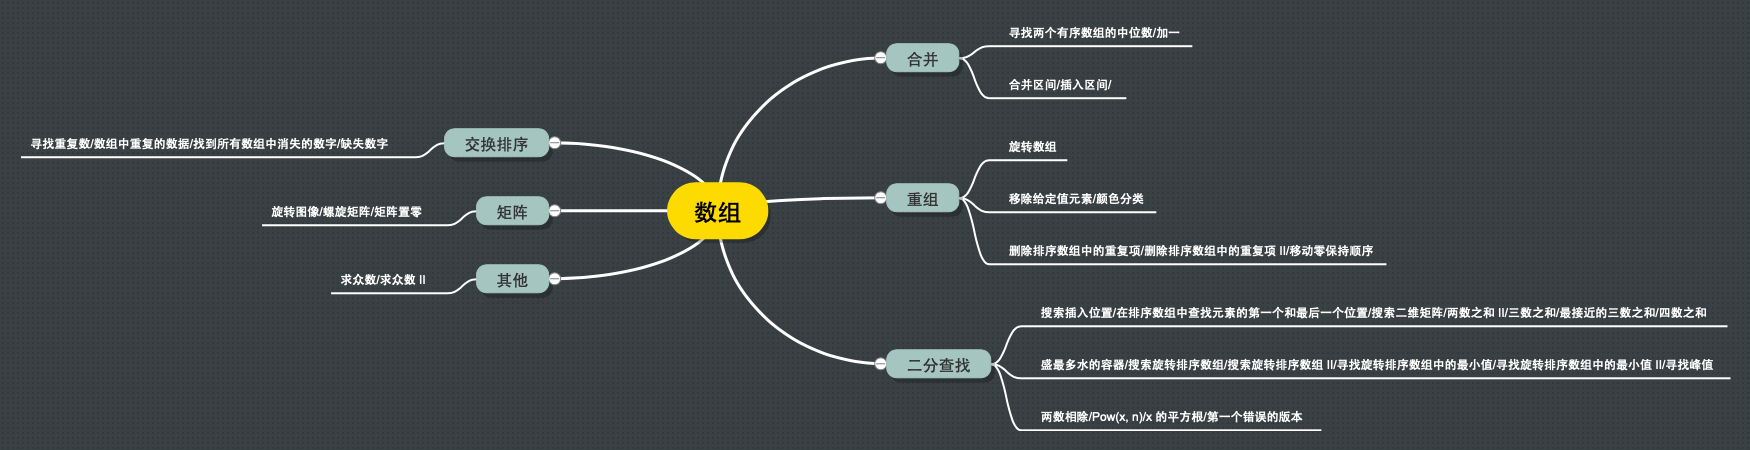 数组
合并
寻找两个有序数组的中位数/加一
合并区间/插入区间/
重组
旋转数组
移除给定值元素/颜色分类
删除排序数组中的重复项/删除排序数组中的重复项 II/移动零保持顺序
二分查找
搜索插入位置/在排序数组中查找元素的第一个和最后一个位置/搜索二维矩阵/两数之和 II/三数之和/最接近的三数之和/四数之和
盛最多水的容器/搜索旋转排序数组/搜索旋转排序数组 II/寻找旋转排序数组中的最小值/寻找旋转排序数组中的最小值 II/寻找峰值
两数相除/Pow(x, n)/x 的平方根/第一个错误的版本
交换排序
寻找重复数/数组中重复的数据/找到所有数组中消失的数字/缺失数字
矩阵
旋转图像/螺旋矩阵/矩阵置零
其他
求众数/求众数 II